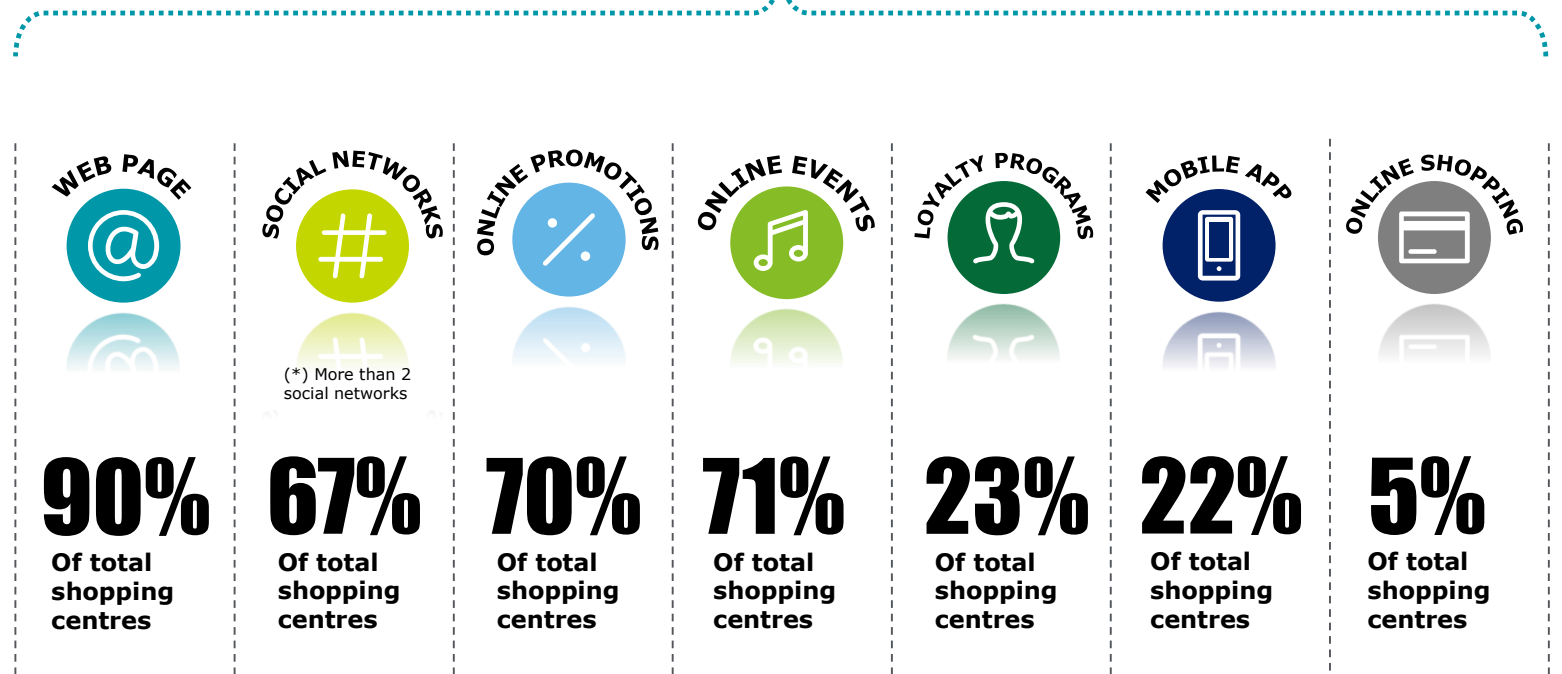 WEB PAGE
SOCIAL NETWORKS
ONLINE PROMOTIONS
ONLINE EVENTS
LOYALTY PROGRAMS
MOBILE APP
ONLINE SHOPPING
(*) More than 2
social networks
90%
Of total
shopping
centres
67%
Of total
shopping
centres
70%
Of total
shopping
centres
71%
Of total
shopping
centres
23%
Of total
shopping
centres
22%
Of total
shopping
centres
5%
Of total
shopping
centres